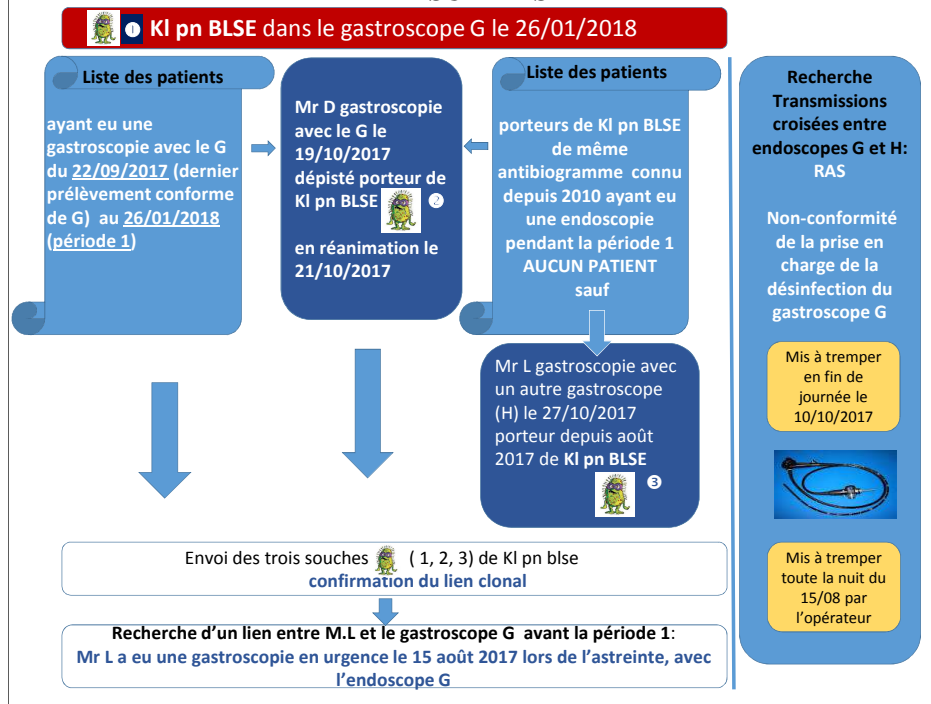 ❶ Kl pn BLSE dans le gastroscope G le 26/01/2018
Liste des patients
ayant eu une
gastroscopie avec le G
du 22/09/2017 (dernier
prélèvement conforme
de G) au 26/01/2018
(période 1)
Mr D gastroscopie
avec le G le
19/10/2017
dépisté porteur de
Kl pn BLSE ❷
en réanimation le
21/10/2017
Liste des patients
porteurs de Kl pn BLSE
de même
antibiogramme connu
depuis 2010 ayant eu
une endoscopie
pendant la période 1
AUCUN PATIENT
sauf
Mr L gastroscopie avec
un autre gastroscope
(H) le 27/10/2017
porteur depuis août
2017 de Kl pn BLSE
❸
Envoi des trois souches ( 1, 2, 3) de Kl pn blse
confirmation du lien clonal
Recherche d’un lien entre M.L et le gastroscope G avant la période 1:
Mr L a eu une gastroscopie en urgence le 15 août 2017 lors de l’astreinte, avec
l’endoscope G
Recherche
Transmissions
croisées entre
endoscopes G et H:
RAS
Non-conformité
de la prise en
charge de la
désinfection du
gastroscope G
Mis à tremper
en fin de
journée le
10/10/2017
Mis à tremper
toute la nuit du
15/08 par
l’opérateur